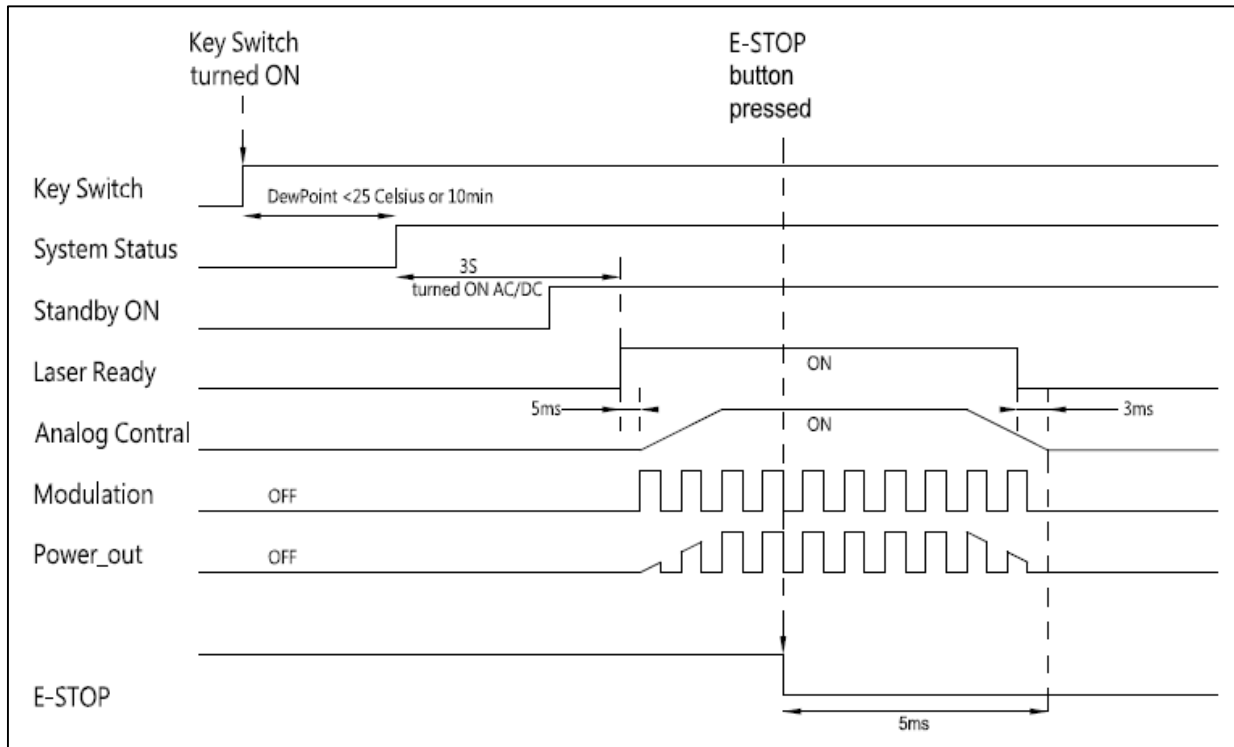 Key Switch
turned ON
E-STOP
button
pressed
Key Switch
DewPoint <25 Celsius or 10min
System Status
3S
turned ON AC/DC
Standby ON
Laser Ready
ON
5ms
3ms
Analog Contral
ON
Modulation
OFF
Power_out
OFF
E-STOP
5ms